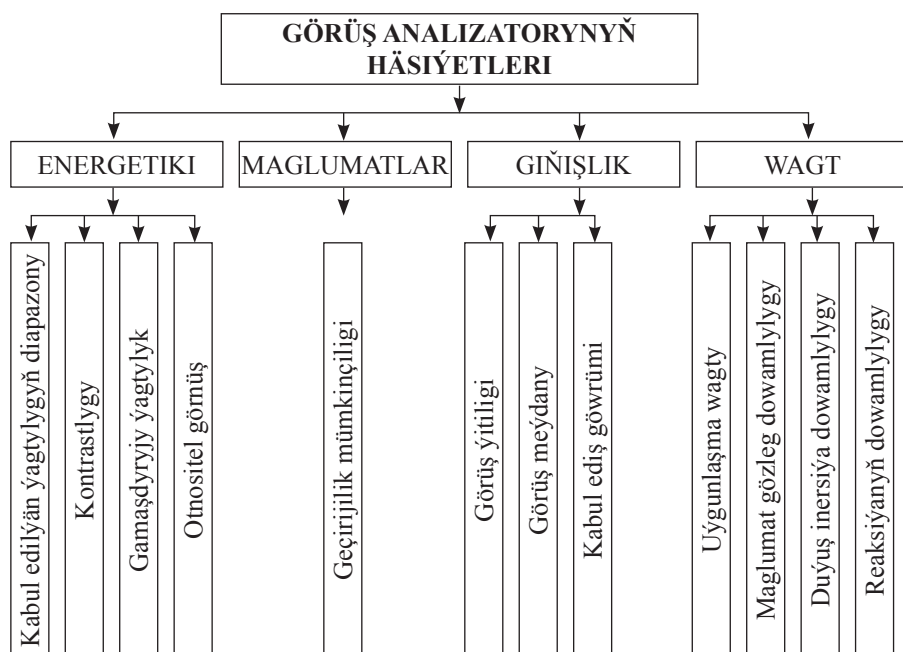 GÖRÜŞ ANALIZATORYNYŇ
HÄSIÝETLERI
ENERGETIKI
MAGLUMATLAR
GIŇIŞLIK
WAGT
Kabul edilýän ýagtylygyň diapazony
Kontrastlygy
Gamaşdyryjy ýagtylyk
Otnositel görnüş
Geçirijilik mümkinçiligi
Görüş ýitiligi
Görüş meýdany
Kabul ediş göwrümi
Uýgunlaşma wagty
Maglumat gözleg dowamlylygy
Duýuş inersiýa dowamlylygy
Reaksiýanyň dowamlylygy